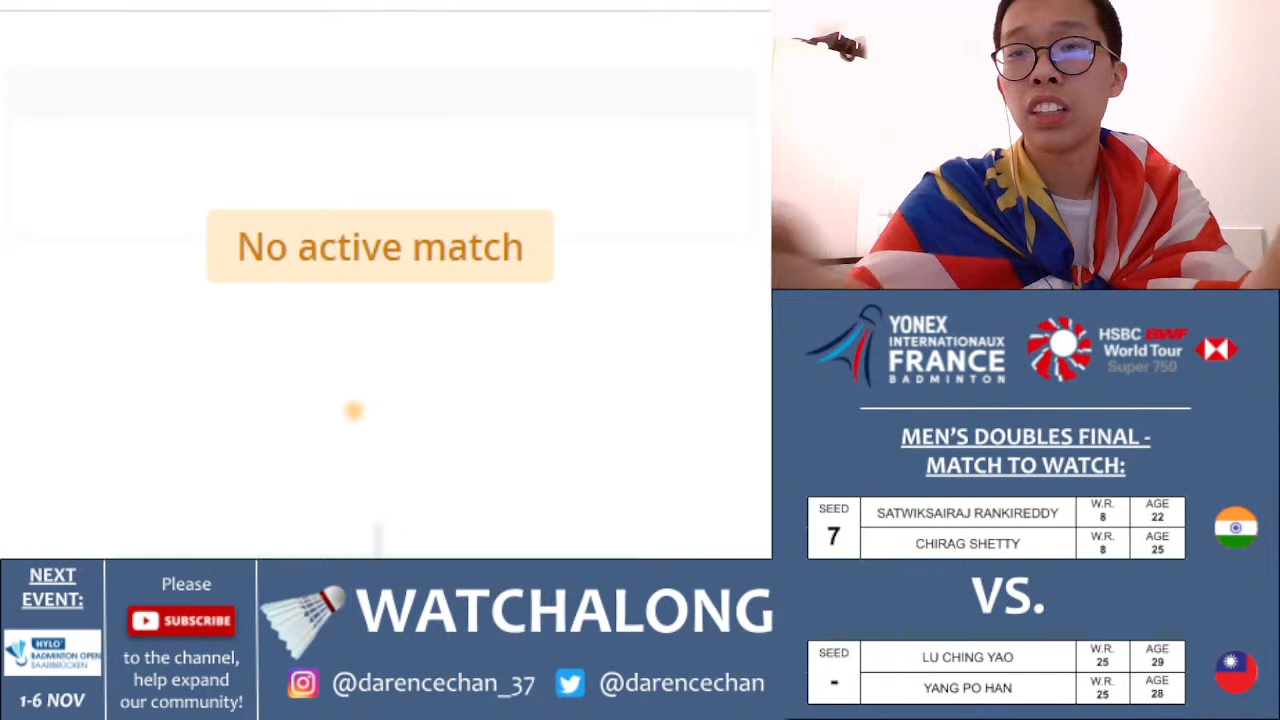 No active match
YONEX
INTERNATIONAUX
FRANCE
BADMINTON
HSBC BWF
World Tour
Super 750
MEN'S DOUBLES FINAL -
MATCH TO WATCH:
SEED
7
SATWIKSAIRAJ RANKIREDDY
W.R.
8
AGE
22
CHIRAG SHETTY
W.R.
8
AGE
25
VS.
SEED
-
LU CHING YAO
W.R.
25
AGE
29
YANG PO HAN
W.R.
25
AGE
28
NEXT
EVENT:
HYLO
BADMINTON OPEN
SAARBRÜCKEN
1-6 NOV
Please
SUBSCRIBE
to the channel,
help expand
our community!
WATCHALONG
@darencechan_37
@darencechan